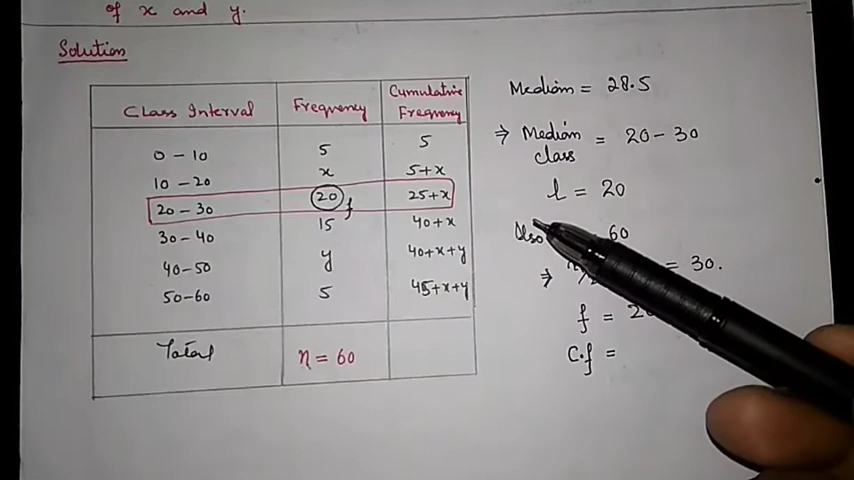 of x and y.
Solution
Class Interval Frequency Cumulative Frequency
0 - 10 5 5
10 - 20 x 5+x
20 - 30 20 f 25+x
30 - 40 15 40+x
40 - 50 y 40+x+y
50 - 60 5 45+x+y
Total n = 60
Median = 28.5
⇒ Median class = 20 - 30
l = 20
Also 60
⇒ = 30.
f = 20
C.f =